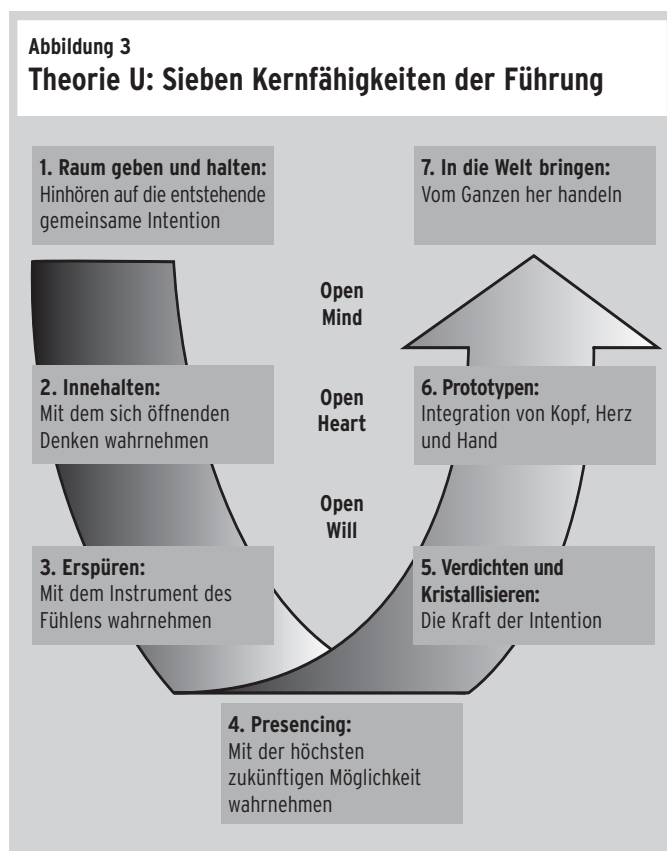 Abbildung 3
Theorie U: Sieben Kernfähigkeiten der Führung
1. Raum geben und halten:
Hinhören auf die entstehende
gemeinsame Intention
7. In die Welt bringen:
Vom Ganzen her handeln
Open
Mind
2. Innehalten:
Mit dem sich öffnenden
Denken wahrnehmen
Open
Heart
6. Prototypen:
Integration von Kopf, Herz
und Hand
Open
Will
3. Erspüren:
Mit dem Instrument des
Fühlens wahrnehmen
5. Verdichten und
Kristallisieren:
Die Kraft der Intention
4. Presencing:
Mit der höchsten
zukünftigen Möglichkeit
wahrnehmen